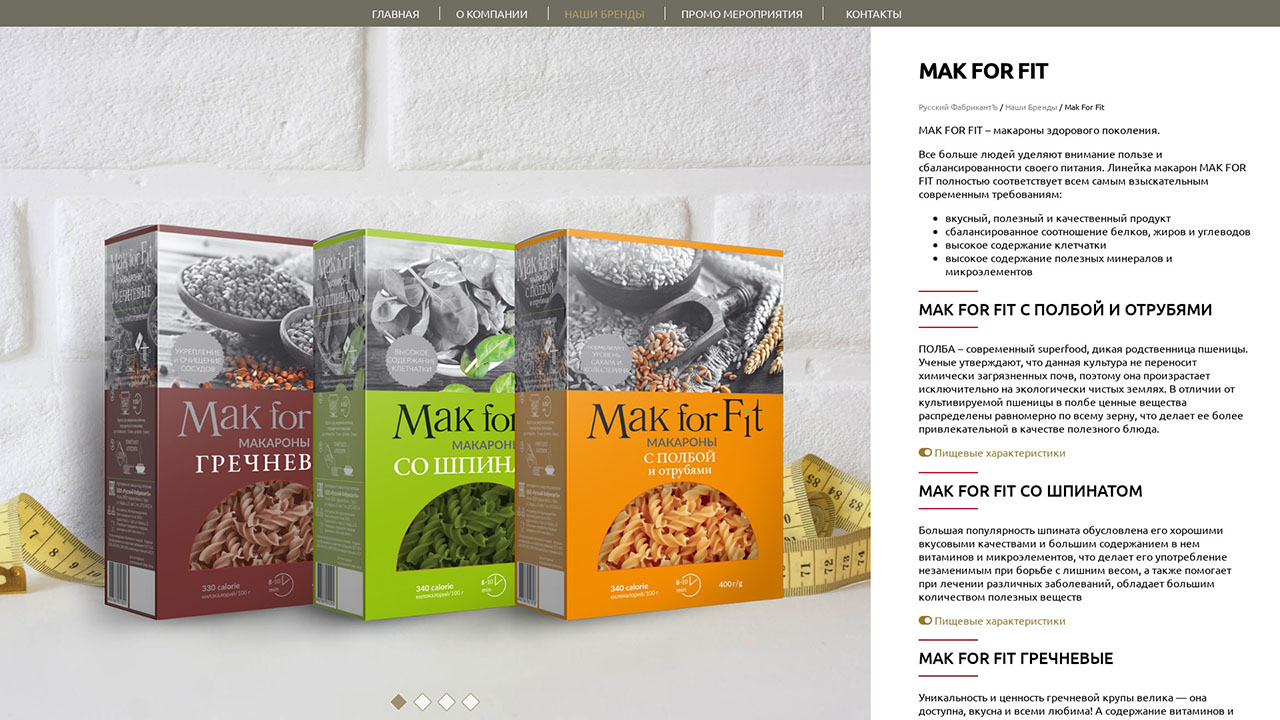 ГЛАВНАЯ
О КОМПАНИИ
НАШИ БРЕНДЫ
ПРОМО МЕРОПРИЯТИЯ
КОНТАКТЫ
Mak for
МАКАРОНЫ
ГРЕЧНЕВ
УКРЕПЛЕНИЕ
и ОЧИЩЕНИЕ
СОСУДОВ
330 calorie
килокалорий/100 г
8-10
min
Mak for
МАКАРОНЫ
СО ШПИНА
ВЫСОКОЕ
СОДЕРЖАНИЕ
КЛЕТЧАТКИ
340 calorie
килокалорий/100 г
8-10
min
Mak for Fit
МАКАРОНЫ
С ПОЛБОЙ
и отрубями
НОРМАЛИЗУЕТ
УРОВЕНЬ
САХАРА И
ХОЛЕСТЕРИНА
340 calorie
килокалорий/100 г
8-10
min
400 г/g
MAK FOR FIT
Русский ФабрикантЪ / Наши Бренды / Mak For Fit
MAK FOR FIT – макароны здорового поколения.
Все больше людей уделяют внимание пользе и
сбалансированности своего питания. Линейка макарон MAK FOR
FIT полностью соответствует всем самым взыскательным
современным требованиям:
вкусный, полезный и качественный продукт
сбалансированное соотношение белков, жиров и углеводов
высокое содержание клетчатки
высокое содержание полезных минералов и
микроэлементов
MAK FOR FIT С ПОЛБОЙ И ОТРУБЯМИ
ПОЛБА – современный superfood, дикая родственница пшеницы.
Ученые утверждают, что данная культура не переносит
химически загрязненных почв, поэтому она произрастает
исключительно на экологически чистых землях. В отличии от
культивируемой пшеницы в полбе ценные вещества
распределены равномерно по всему зерну, что делает ее более
привлекательной в качестве полезного блюда.
Пищевые характеристики
MAK FOR FIT СО ШПИНАТОМ
Большая популярность шпината обусловлена его хорошими
вкусовыми качествами и большим содержанием в нем
витаминов и микроэлементов, что делает его употребление
незаменимым при борьбе с лишним весом, а также помогает
при лечении различных заболеваний, обладает большим
количеством полезных веществ
Пищевые характеристики
MAK FOR FIT ГРЕЧНЕВЫЕ
Уникальность и ценность гречневой крупы велика — она
доступна, вкусна и всеми любима! А содержание витаминов и